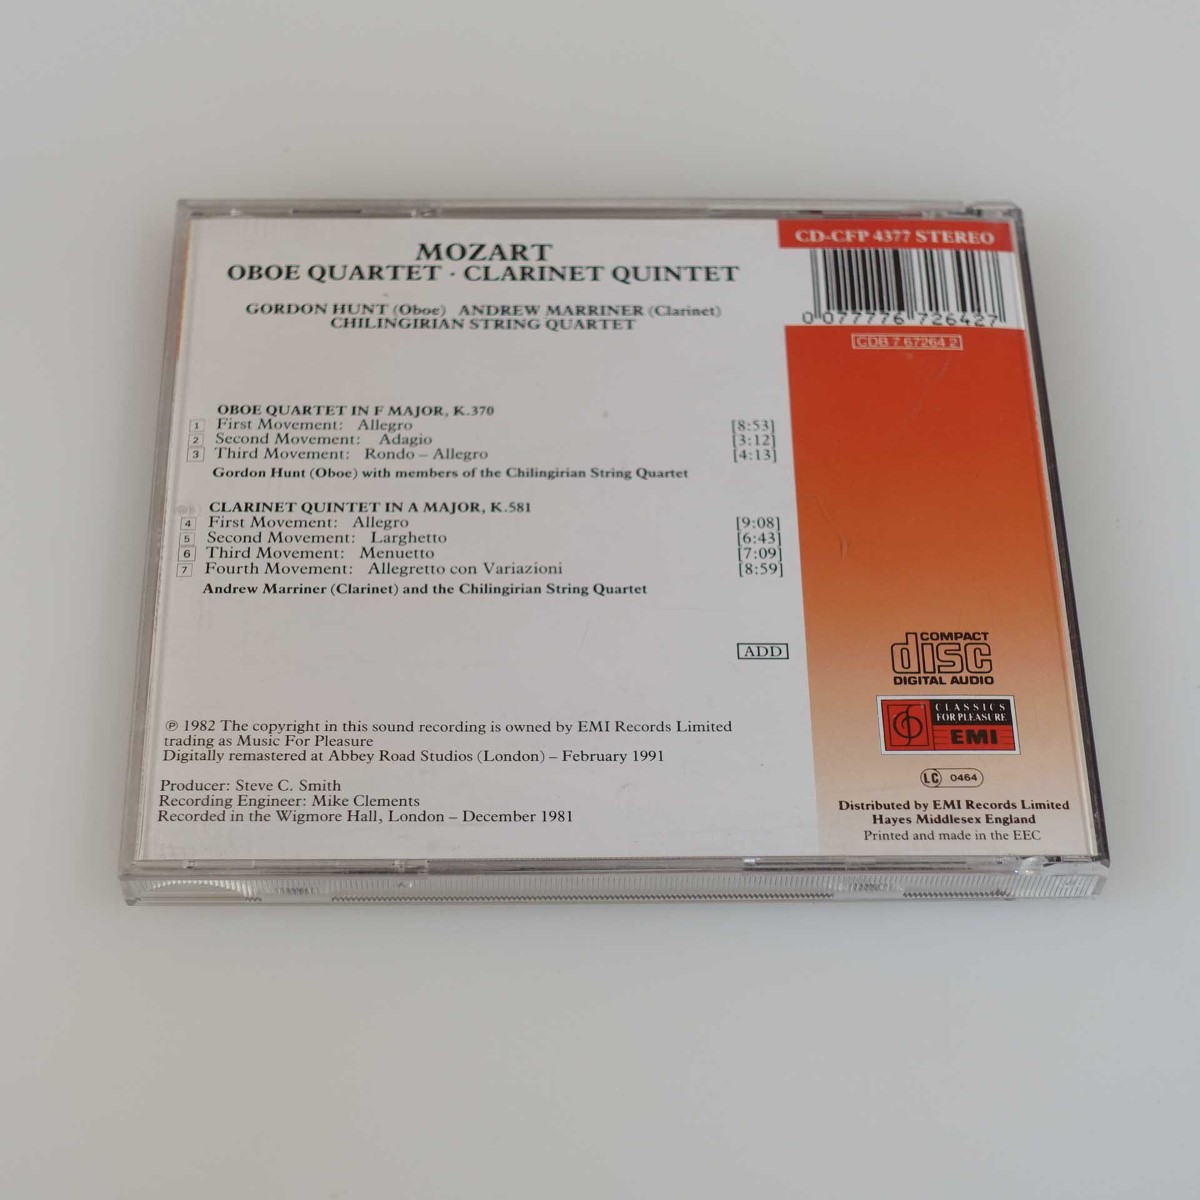 MOZART
OBOE QUARTET · CLARINET QUINTET
GORDON HUNT (Oboe) ANDREW MARRINER (Clarinet)
CHILINGIRIAN STRING QUARTET
CD-CFP 4377 STEREO
0 077776 726427
CDB 7 67264 2
OBOE QUARTET IN F MAJOR, K.370
1 First Movement: Allegro [8:53]
2 Second Movement: Adagio [3:12]
3 Third Movement: Rondo – Allegro [4:13]
Gordon Hunt (Oboe) with members of the Chilingirian String Quartet
CLARINET QUINTET IN A MAJOR, K.581
4 First Movement: Allegro [9:08]
5 Second Movement: Larghetto [6:43]
6 Third Movement: Menuetto [7:09]
7 Fourth Movement: Allegretto con Variazioni [8:59]
Andrew Marriner (Clarinet) and the Chilingirian String Quartet
ADD
℗ 1982 The copyright in this sound recording is owned by EMI Records Limited
trading as Music For Pleasure
Digitally remastered at Abbey Road Studios (London) – February 1991
Producer: Steve C. Smith
Recording Engineer: Mike Clements
Recorded in the Wigmore Hall, London – December 1981
COMPACT
disc
DIGITAL AUDIO
CLASSICS
FOR PLEASURE
EMI
LC 0464
Distributed by EMI Records Limited
Hayes Middlesex England
Printed and made in the EEC